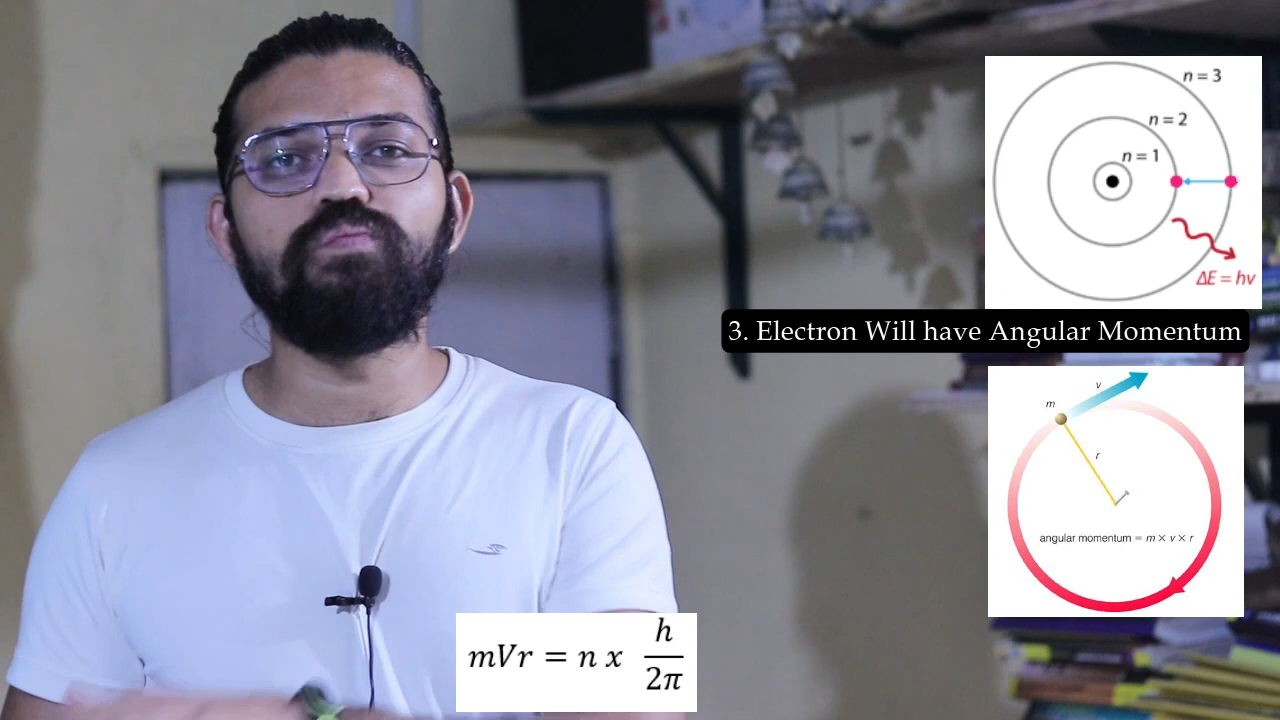 n = 3
n = 2
n = 1
ΔE = hν
3. Electron Will have Angular Momentum
v
m
r
angular momentum = m × v × r
mVr = n x h/2π